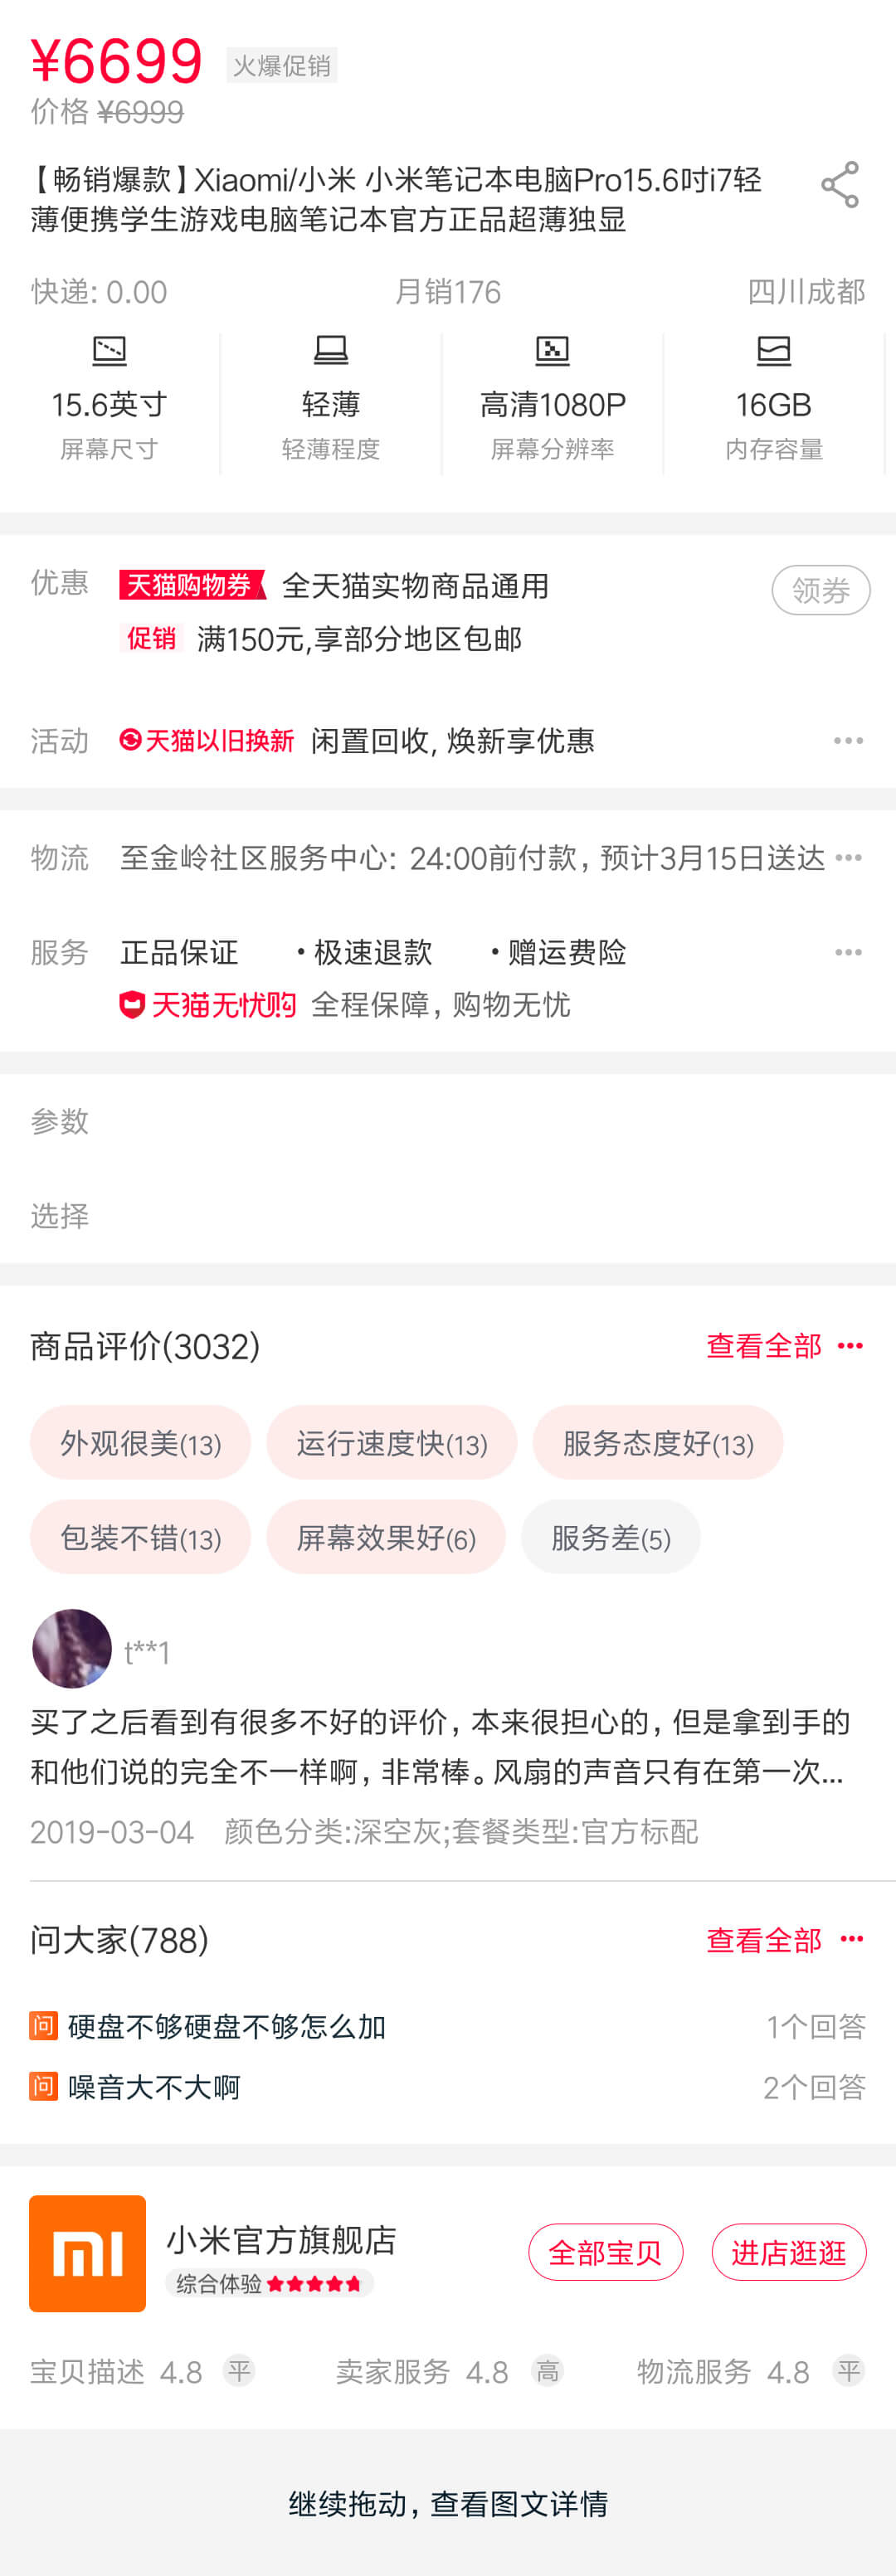 ¥6699 火爆促销
价格 ¥6999
【畅销爆款】Xiaomi/小米 小米笔记本电脑Pro15.6吋i7轻
薄便携学生游戏电脑笔记本官方正品超薄独显
快递: 0.00 月销176 四川成都
15.6英寸 轻薄 高清1080P 16GB
屏幕尺寸 轻薄程度 屏幕分辨率 内存容量
优惠 天猫购物券 全天猫实物商品通用 领券
促销 满150元,享部分地区包邮
活动 天猫以旧换新 闲置回收, 焕新享优惠
物流 至金岭社区服务中心: 24:00前付款, 预计3月15日送达
服务 正品保证 ·极速退款 ·赠运费险
天猫无忧购 全程保障, 购物无忧
参数
选择
商品评价(3032) 查看全部
外观很美(13) 运行速度快(13) 服务态度好(13)
包装不错(13) 屏幕效果好(6) 服务差(5)
t**1
买了之后看到有很多不好的评价, 本来很担心的, 但是拿到手的
和他们说的完全不一样啊, 非常棒。风扇的声音只有在第一次...
2019-03-04 颜色分类:深空灰;套餐类型:官方标配
问大家(788) 查看全部
问 硬盘不够硬盘不够怎么加 1个回答
问 噪音大不大啊 2个回答
mi 小米官方旗舰店 全部宝贝 进店逛逛
综合体验
宝贝描述 4.8 平 卖家服务 4.8 高 物流服务 4.8 平
继续拖动, 查看图文详情